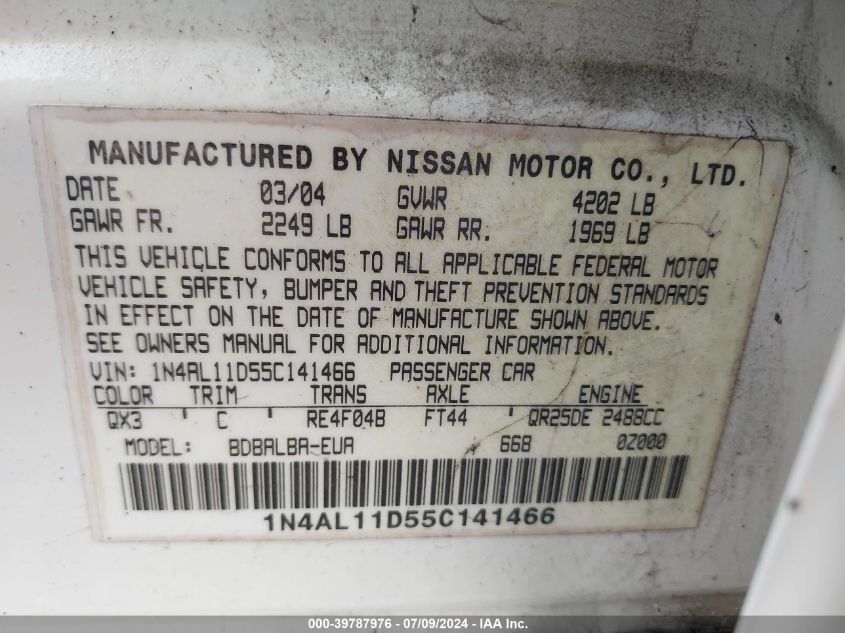 MANUFACTURED BY NISSAN MOTOR CO., LTD.
DATE 03/04 GVWR 4202 LB
GAWR FR. 2249 LB GAWR RR. 1969 LB
THIS VEHICLE CONFORMS TO ALL APPLICABLE FEDERAL MOTOR
VEHICLE SAFETY, BUMPER AND THEFT PREVENTION STANDARDS
IN EFFECT ON THE DATE OF MANUFACTURE SHOWN ABOVE.
SEE OWNERS MANUAL FOR ADDITIONAL INFORMATION.
VIN: 1N4AL11D55C141466 PASSENGER CAR
COLOR TRIM TRANS AXLE ENGINE
QX3 C RE4F04B FT44 QR25DE 2488CC
MODEL: BDBALBA-EUA 668 0Z000
1N4AL11D55C141466
000-39787976 - 07/09/2024 - IAA Inc.